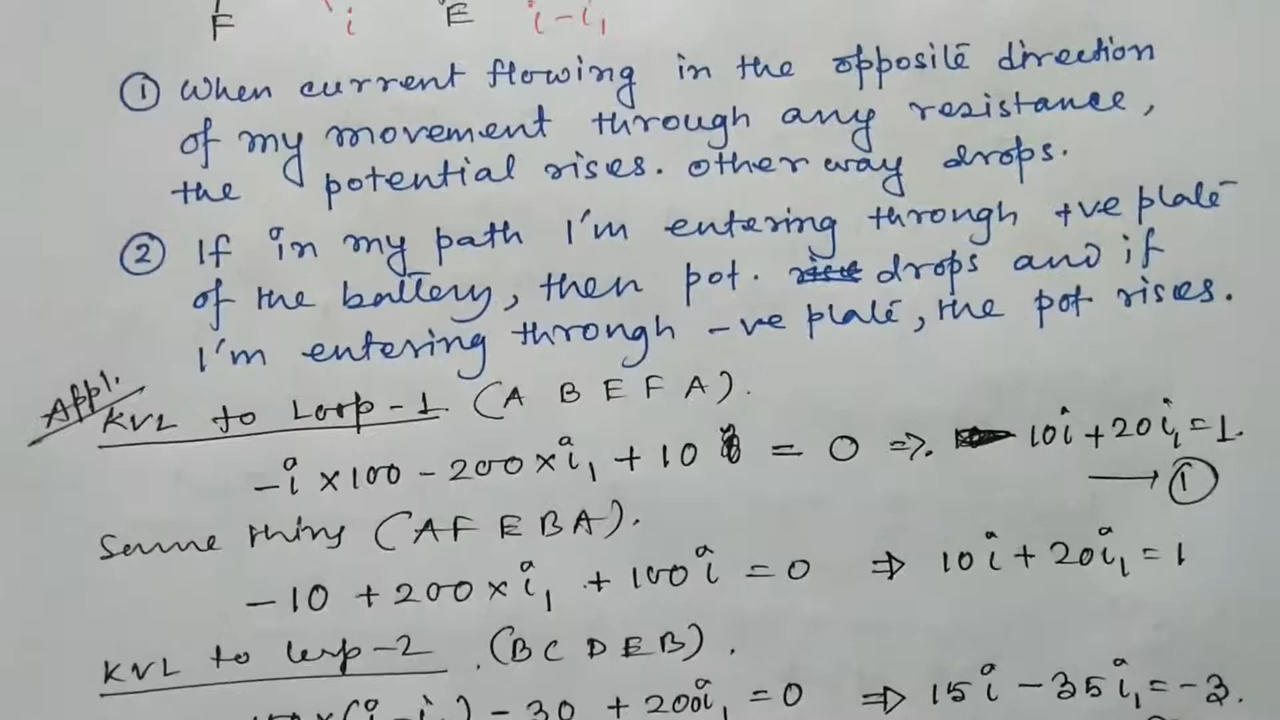 F i E i-i₁
① When current flowing in the opposite direction
of my movement through any resistance,
the potential rises. other way drops.
② If in my path I'm entering through +ve plate
of the battery, then pot. drops and if
I'm entering through -ve plate, the pot rises.
Appl.
KVL to Loop-1 (A B E F A).
-i×100 - 200×i₁ + 10 = 0 ⇒ 10i + 20i₁ = 1.
→ ①
Same thing (AF E B A).
-10 + 200×i₁ + 100i = 0 ⇒ 10i + 20i₁ = 1
KVL to loop-2 (B C D E B).
×(i-i₁) - 30 + 200i₁ = 0 ⇒ 15i - 35i₁ = -3.